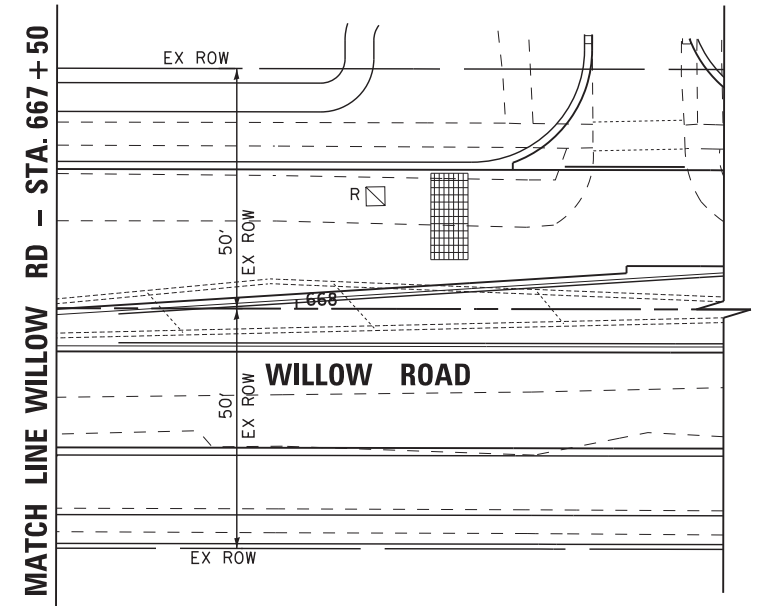 MATCH LINE WILLOW RD – STA. 667+50
EX ROW
R
50'
EX ROW
668
WILLOW ROAD
50'
EX ROW
EX ROW